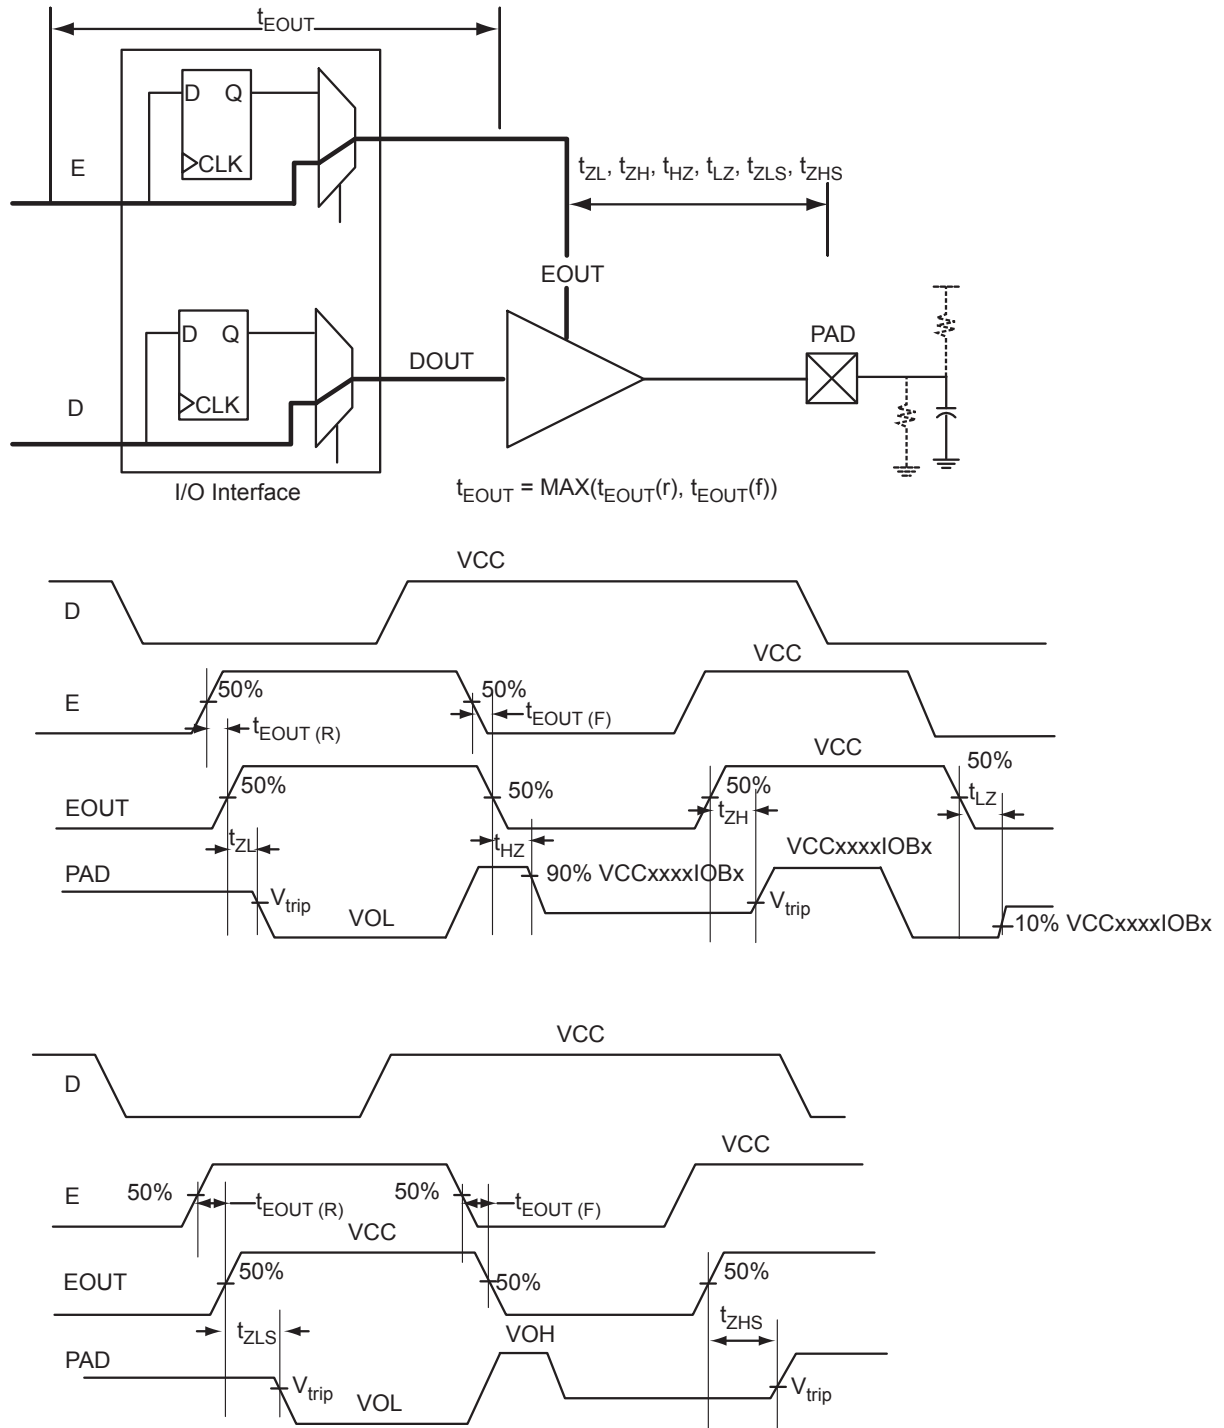 tEOUT
D Q
CLK
E
tZL, tZH, tHZ, tLZ, tZLS, tZHS
EOUT
D Q
CLK
DOUT
PAD
D
I/O Interface
tEOUT = MAX(tEOUT(r), tEOUT(f))
VCC
D
VCC
50%
50%
E
tEOUT (R)
tEOUT (F)
VCC
50%
50%
50%
50%
EOUT
tZL
tHZ
tZH
tLZ
VCCxxxxIOBx
PAD
90% VCCxxxxIOBx
Vtrip
VOL
Vtrip
10% VCCxxxxIOBx
VCC
D
VCC
E
50%
50%
tEOUT (R)
tEOUT (F)
VCC
EOUT
50%
50%
50%
tZLS
VOH
tZHS
PAD
Vtrip
VOL
Vtrip